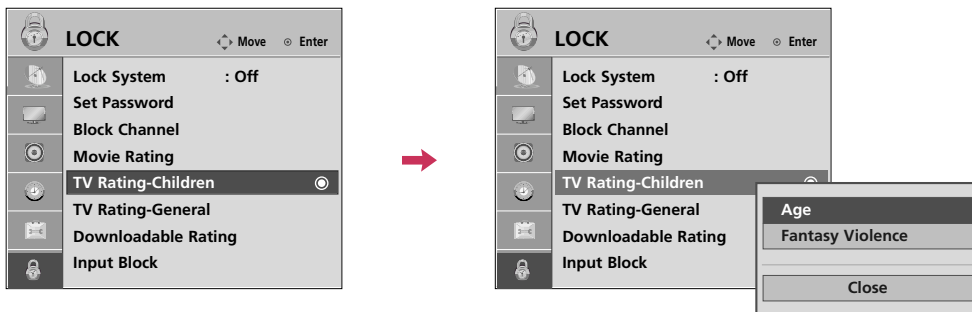 LOCK
Move
Enter
Lock System : Off
Set Password
Block Channel
Movie Rating
TV Rating-Children
TV Rating-General
Downloadable Rating
Input Block
LOCK
Move
Enter
Lock System : Off
Set Password
Block Channel
Movie Rating
TV Rating-Children
TV Rating-General
Downloadable Rating
Input Block
Age
Fantasy Violence
Close